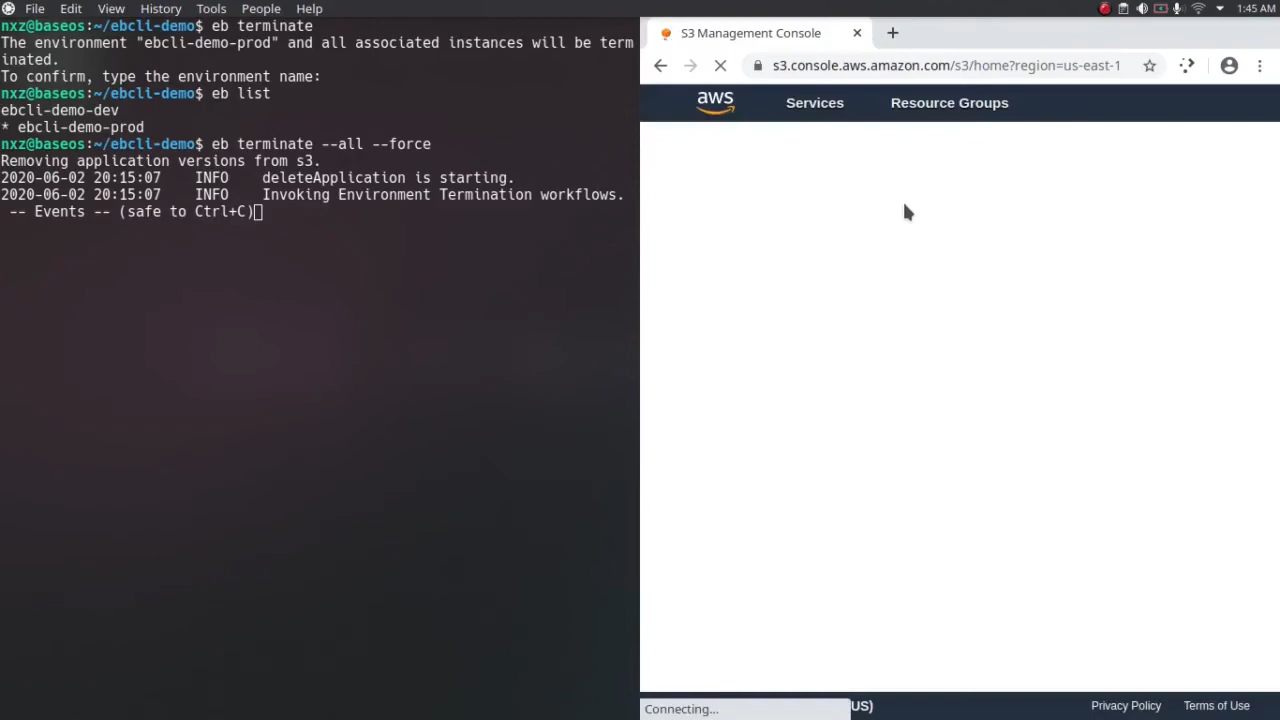 File Edit View History Tools People Help 1:45 AM
nxz@baseos:~/ebcli-demo$ eb terminate
The environment "ebcli-demo-prod" and all associated instances will be term
inated.
To confirm, type the environment name:
nxz@baseos:~/ebcli-demo$ eb list
ebcli-demo-dev
* ebcli-demo-prod
nxz@baseos:~/ebcli-demo$ eb terminate --all --force
Removing application versions from s3.
2020-06-02 20:15:07    INFO    deleteApplication is starting.
2020-06-02 20:15:07    INFO    Invoking Environment Termination workflows.
 -- Events -- (safe to Ctrl+C)
S3 Management Console
s3.console.aws.amazon.com/s3/home?region=us-east-1
aws Services Resource Groups
Connecting... US) Privacy Policy Terms of Use